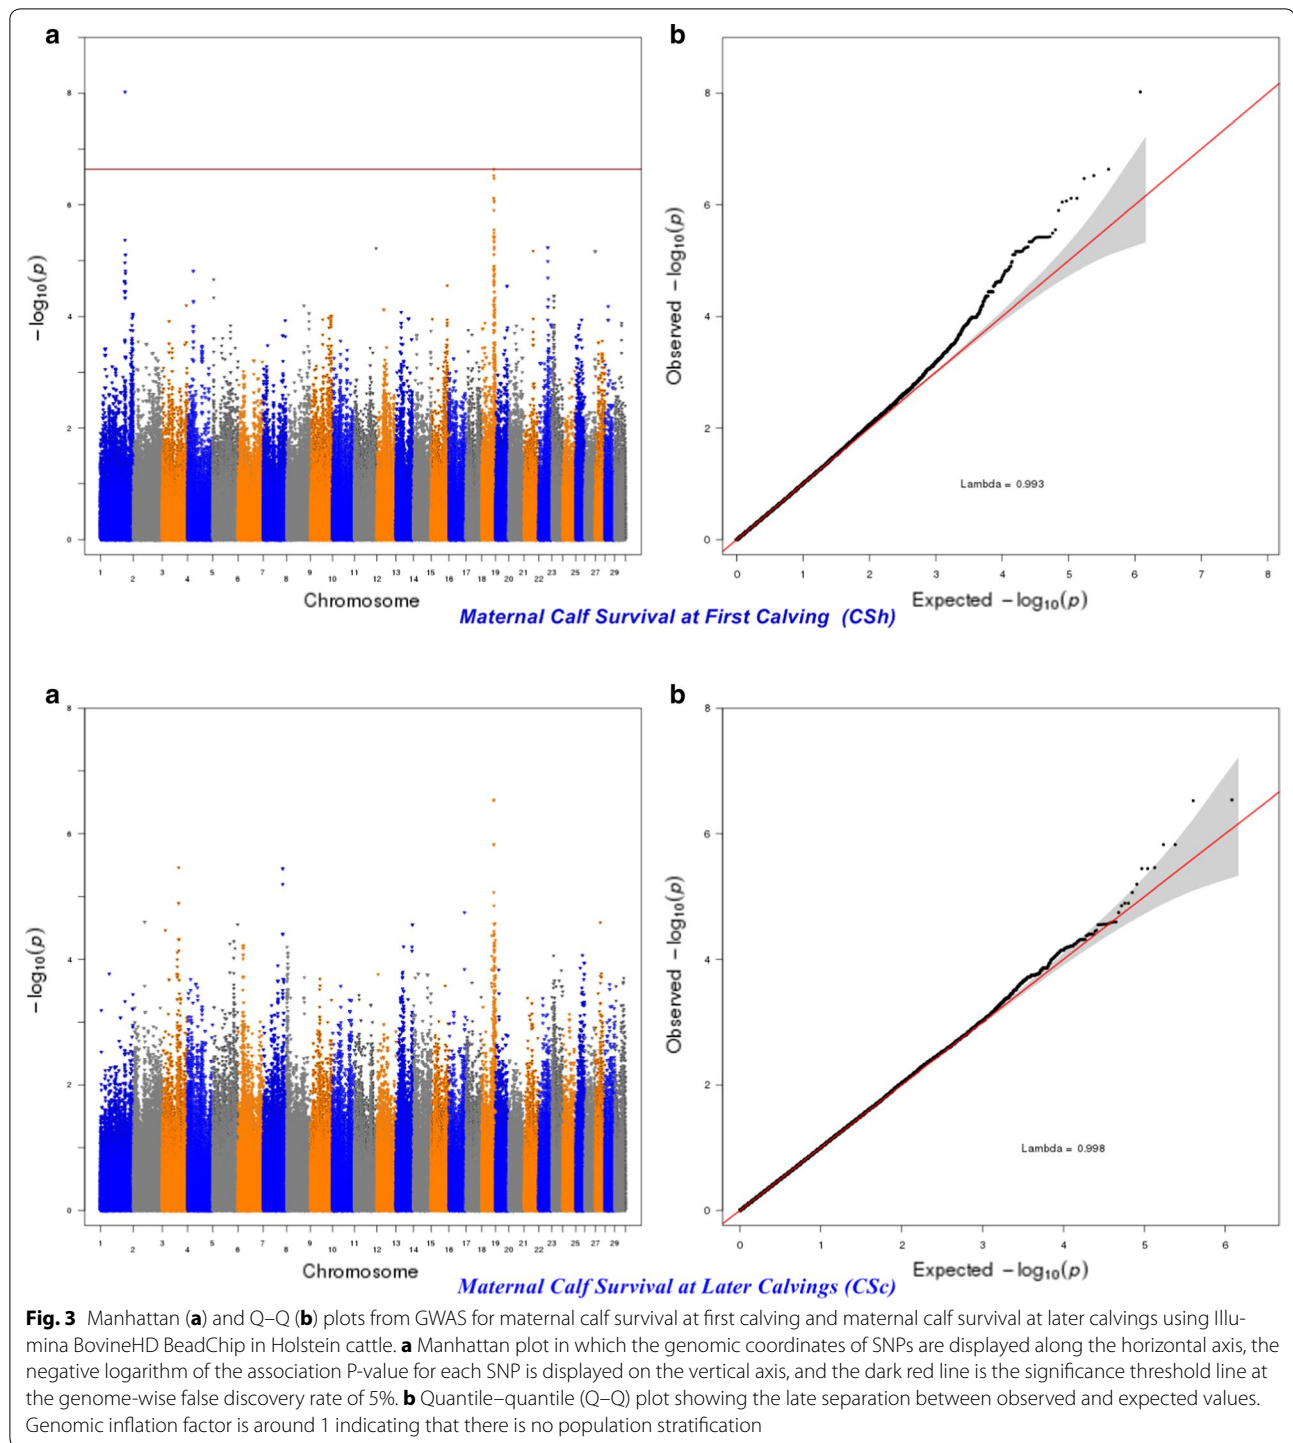 a
b
8
6
4
2
0
−log10(p)
1 2 3 4 5 6 7 8 9 10 11 12 13 14 15 16 18 19 20 22 23 25 27 29
Chromosome
8
6
4
2
0
Observed −log10(p)
Lambda = 0.993
0 1 2 3 4 5 6 7 8
Expected −log10(p)
Maternal Calf Survival at First Calving (CSh)
a
b
8
6
4
2
0
−log10(p)
1 2 3 4 5 6 7 8 9 10 11 12 13 14 15 16 18 19 20 22 23 25 27 29
Chromosome
8
6
4
2
0
Observed −log10(p)
Lambda = 0.998
0 1 2 3 4 5 6
Expected −log10(p)
Maternal Calf Survival at Later Calvings (CSc)
Fig. 3 Manhattan (a) and Q–Q (b) plots from GWAS for maternal calf survival at first calving and maternal calf survival at later calvings using Illu-
mina BovineHD BeadChip in Holstein cattle. a Manhattan plot in which the genomic coordinates of SNPs are displayed along the horizontal axis, the
negative logarithm of the association P-value for each SNP is displayed on the vertical axis, and the dark red line is the significance threshold line at
the genome-wise false discovery rate of 5%. b Quantile–quantile (Q–Q) plot showing the late separation between observed and expected values.
Genomic inflation factor is around 1 indicating that there is no population stratification